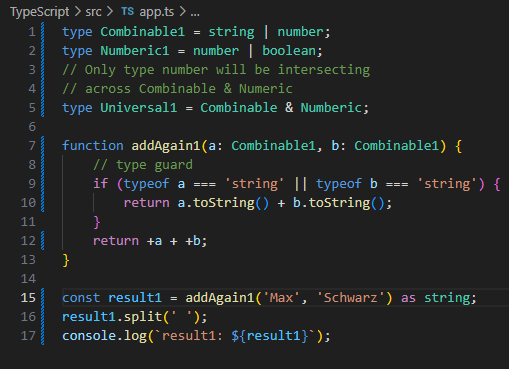 TypeScript > src > TS app.ts > ...
1 type Combinable1 = string | number;
2 type Numberic1 = number | boolean;
3 // Only type number will be intersecting
4 // across Combinable & Numeric
5 type Universal1 = Combinable & Numberic;
6
7 function addAgain1(a: Combinable1, b: Combinable1) {
8     // type guard
9     if (typeof a === 'string' || typeof b === 'string') {
10         return a.toString() + b.toString();
11     }
12     return +a + +b;
13 }
14
15 const result1 = addAgain1('Max', 'Schwarz') as string;
16 result1.split(' ');
17 console.log(`result1: ${result1}`);